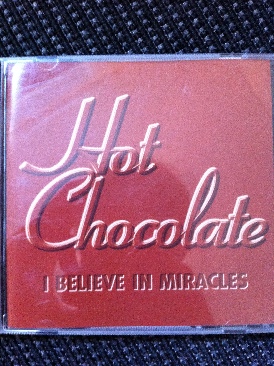 Hot
Chocolate
I BELIEVE IN MIRACLES